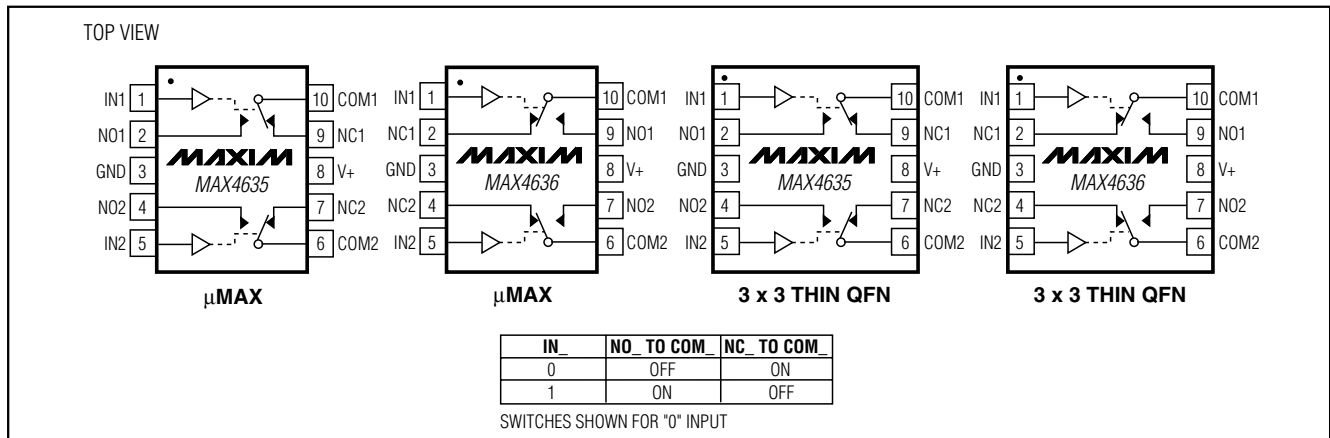 TOP VIEW
IN1 1 10 COM1
NO1 2 9 NC1
MAXIM
GND 3 8 V+
MAX4635
NO2 4 7 NC2
IN2 5 6 COM2
µMAX
IN1 1 10 COM1
NC1 2 9 NO1
MAXIM
GND 3 8 V+
MAX4636
NC2 4 7 NO2
IN2 5 6 COM2
µMAX
IN1 1 10 COM1
NO1 2 9 NC1
MAXIM
GND 3 8 V+
MAX4635
NO2 4 7 NC2
IN2 5 6 COM2
3 x 3 THIN QFN
IN1 1 10 COM1
NC1 2 9 NO1
MAXIM
GND 3 8 V+
MAX4636
NC2 4 7 NO2
IN2 5 6 COM2
3 x 3 THIN QFN
IN_ NO_ TO COM_ NC_ TO COM_
0 OFF ON
1 ON OFF
SWITCHES SHOWN FOR "0" INPUT